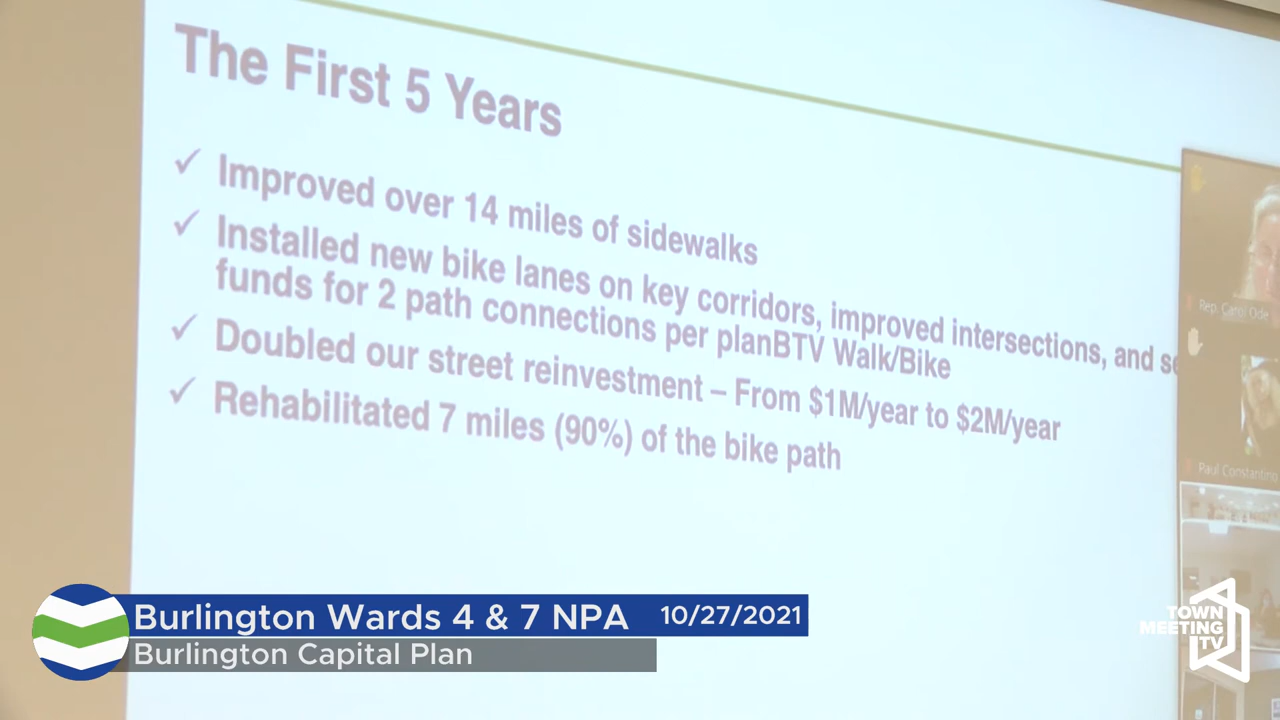 The First 5 Years
✓ Improved over 14 miles of sidewalks
✓ Installed new bike lanes on key corridors, improved intersections, and
funds for 2 path connections per planBTV Walk/Bike
✓ Doubled our street reinvestment – From $1M/year to $2M/year
✓ Rehabilitated 7 miles (90%) of the bike path
Rep. Carol Ode
Paul Constantino
Burlington Wards 4 & 7 NPA 10/27/2021
Burlington Capital Plan
TOWN
MEETING
TV